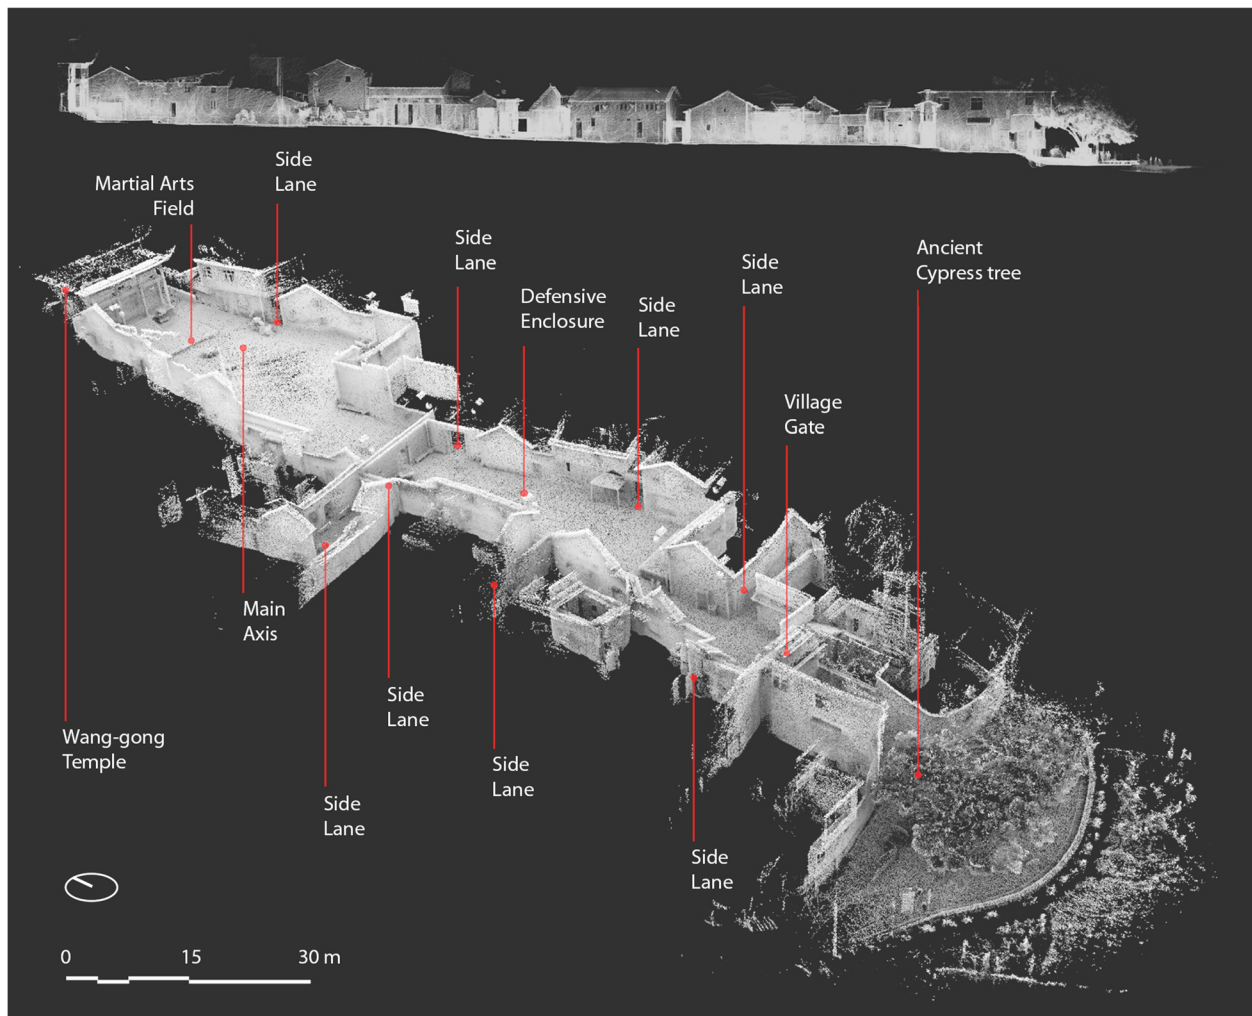 Side
Lane
Martial Arts
Field
Side
Lane
Ancient
Cypress tree
Side
Lane
Defensive
Enclosure
Side
Lane
Village
Gate
Main
Axis
Side
Lane
Wang-gong
Temple
Side
Lane
Side
Lane
Side
Lane
0 15 30 m